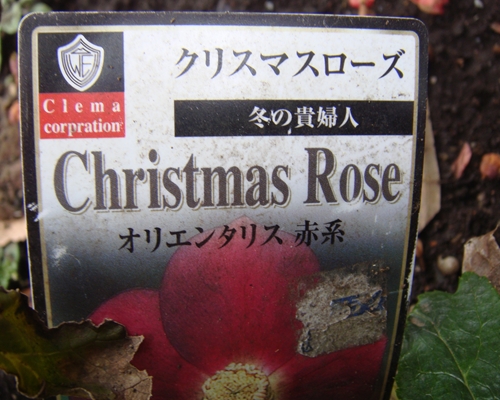 クリスマスローズ
Clema
corpration
冬の貴婦人
Christmas Rose
オリエンタリス 赤系